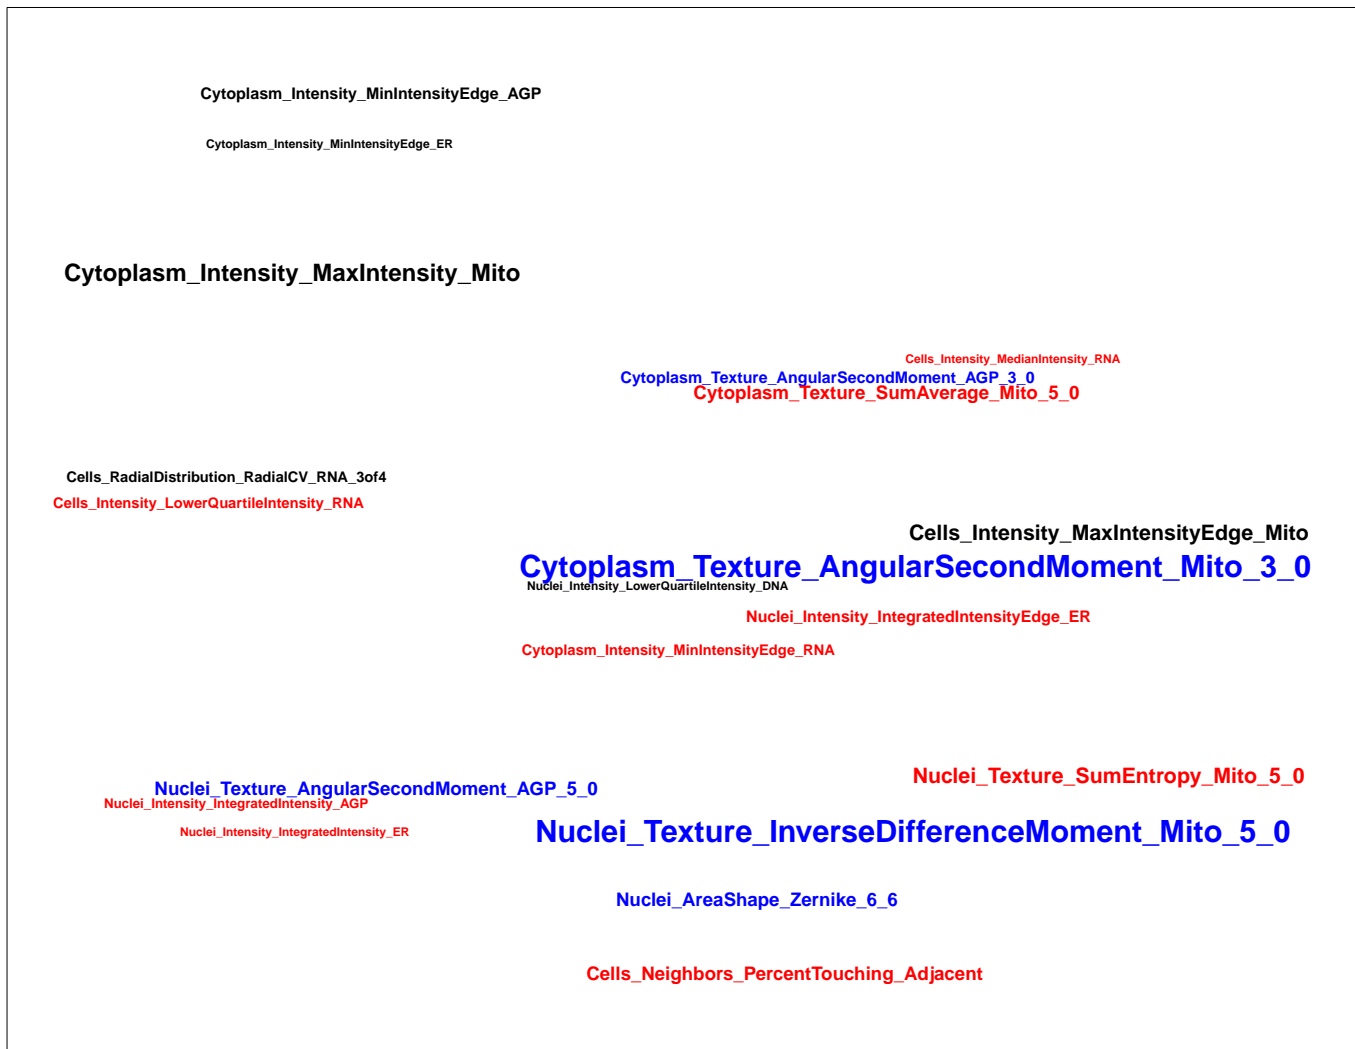 Cytoplasm_Intensity_MinIntensityEdge_AGP
Cytoplasm_Intensity_MinIntensityEdge_ER
Cytoplasm_Intensity_MaxIntensity_Mito
Cells_Intensity_MedianIntensity_RNA
Cytoplasm_Texture_AngularSecondMoment_AGP_3_0
Cytoplasm_Texture_SumAverage_Mito_5_0
Cells_RadialDistribution_RadialCV_RNA_3of4
Cells_Intensity_LowerQuartileIntensity_RNA
Cells_Intensity_MaxIntensityEdge_Mito
Cytoplasm_Texture_AngularSecondMoment_Mito_3_0
Nuclei_Intensity_LowerQuartileIntensity_DNA
Nuclei_Intensity_IntegratedIntensityEdge_ER
Cytoplasm_Intensity_MinIntensityEdge_RNA
Nuclei_Texture_SumEntropy_Mito_5_0
Nuclei_Texture_AngularSecondMoment_AGP_5_0
Nuclei_Intensity_IntegratedIntensity_AGP
Nuclei_Intensity_IntegratedIntensity_ER
Nuclei_Texture_InverseDifferenceMoment_Mito_5_0
Nuclei_AreaShape_Zernike_6_6
Cells_Neighbors_PercentTouching_Adjacent